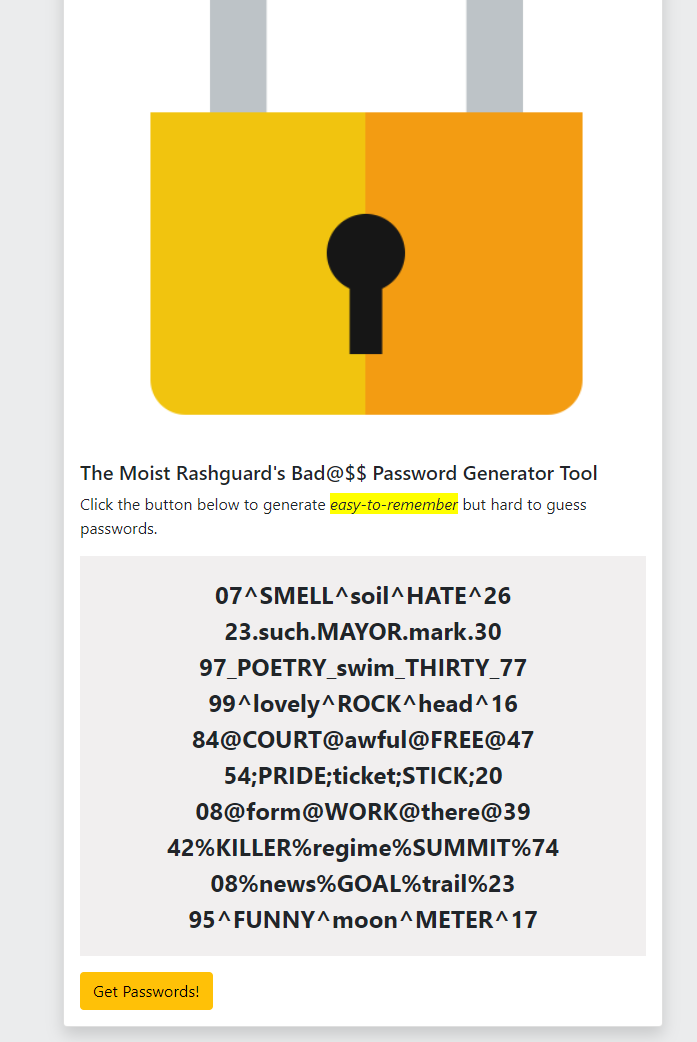 The Moist Rashguard's Bad@$$ Password Generator Tool
Click the button below to generate easy-to-remember but hard to guess
passwords.
07^SMELL^soil^HATE^26
23.such.MAYOR.mark.30
97_POETRY_swim_THIRTY_77
99^lovely^ROCK^head^16
84@COURT@awful@FREE@47
54;PRIDE;ticket;STICK;20
08@form@WORK@there@39
42%KILLER%regime%SUMMIT%74
08%news%GOAL%trail%23
95^FUNNY^moon^METER^17
Get Passwords!